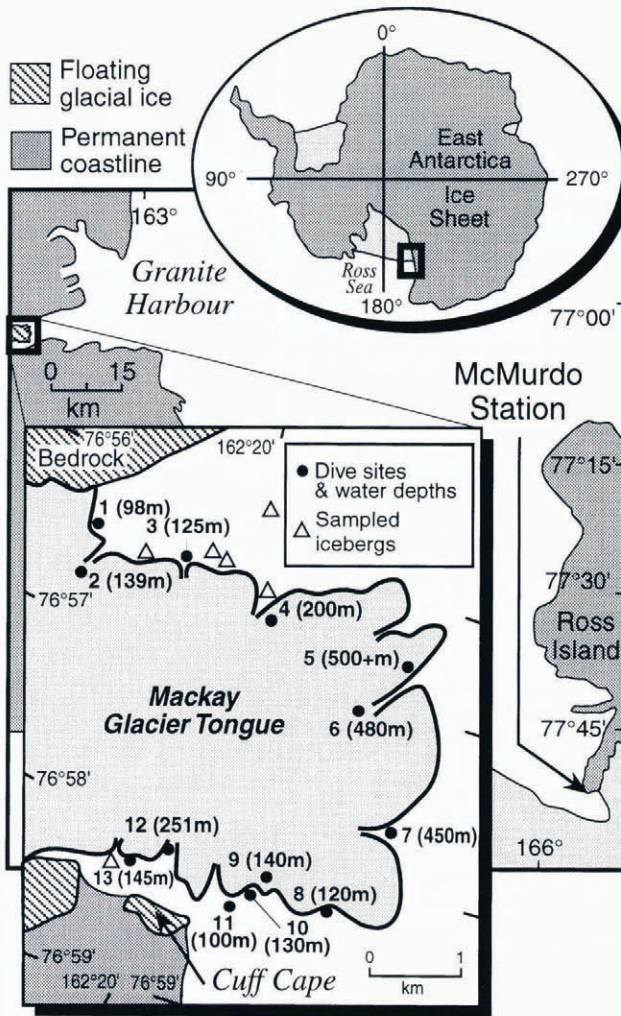 Floating
glacial ice
Permanent
coastline
0°
East
Antarctica
90°
270°
Ice
Sheet
Ross
Sea
180°
163°
Granite
Harbour
77°00'
0 15
km
McMurdo
Station
77°15'
77°30'
Ross
Island
77°45'
166°
76°56'
162°20'
Bedrock
Dive sites
& water depths
Sampled
icebergs
1 (98m)
3 (125m)
2 (139m)
76°57'
4 (200m)
5 (500+m)
Mackay
Glacier Tongue
6 (480m)
76°58'
12 (251m)
7 (450m)
9 (140m)
13 (145m)
8 (120m)
11
(100m)
10
(130m)
76°59'
Cuff Cape
0 1
km
162°20' 76°59'